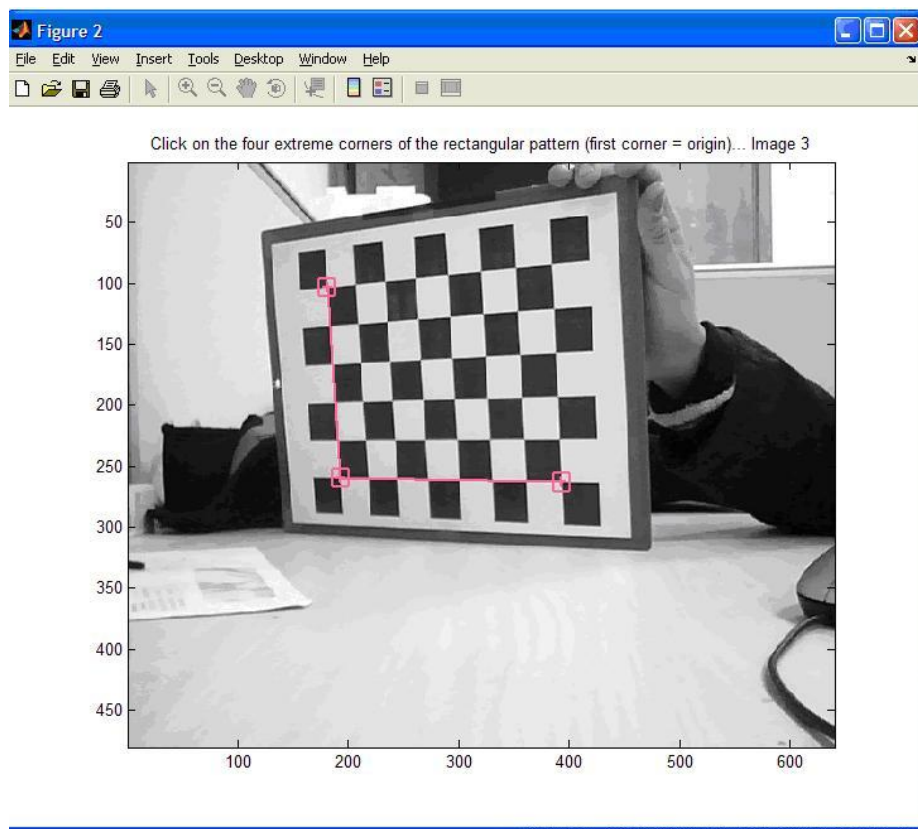 Figure 2
File Edit View Insert Tools Desktop Window Help
Click on the four extreme corners of the rectangular pattern (first corner = origin)... Image 3
50
100
150
200
250
300
350
400
450
100 200 300 400 500 600